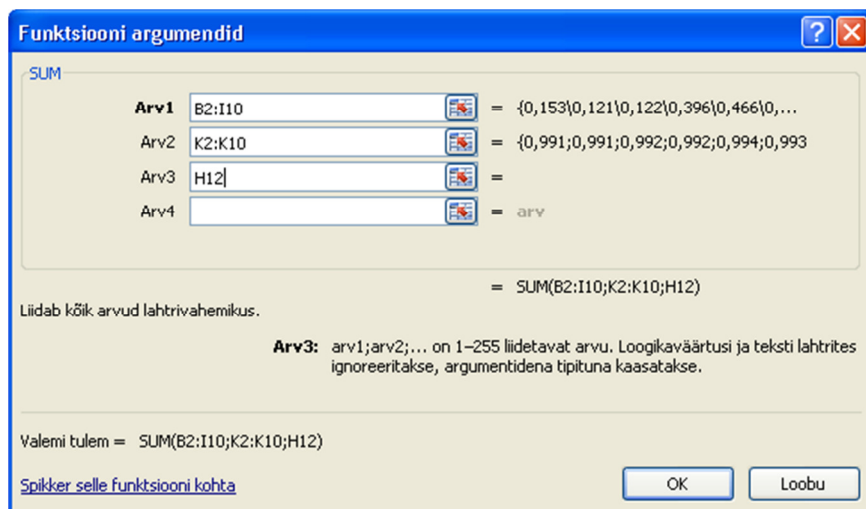 Funktsiooni argumendid
SUM
Arv1 B2:I10 = {0,153\0,121\0,122\0,396\0,466\0,...
Arv2 K2:K10 = {0,991;0,991;0,992;0,992;0,994;0,993
Arv3 H12 =
Arv4 = arv
= SUM(B2:I10;K2:K10;H12)
Liidab kõik arvud lahtrivahemikus.
Arv3: arv1;arv2;... on 1–255 liidetavat arvu. Loogikaväärtusi ja teksti lahtrites
ignoreeritakse, argumentidena tipituna kaasatakse.
Valemi tulem = SUM(B2:I10;K2:K10;H12)
Spikker selle funktsiooni kohta
OK Loobu